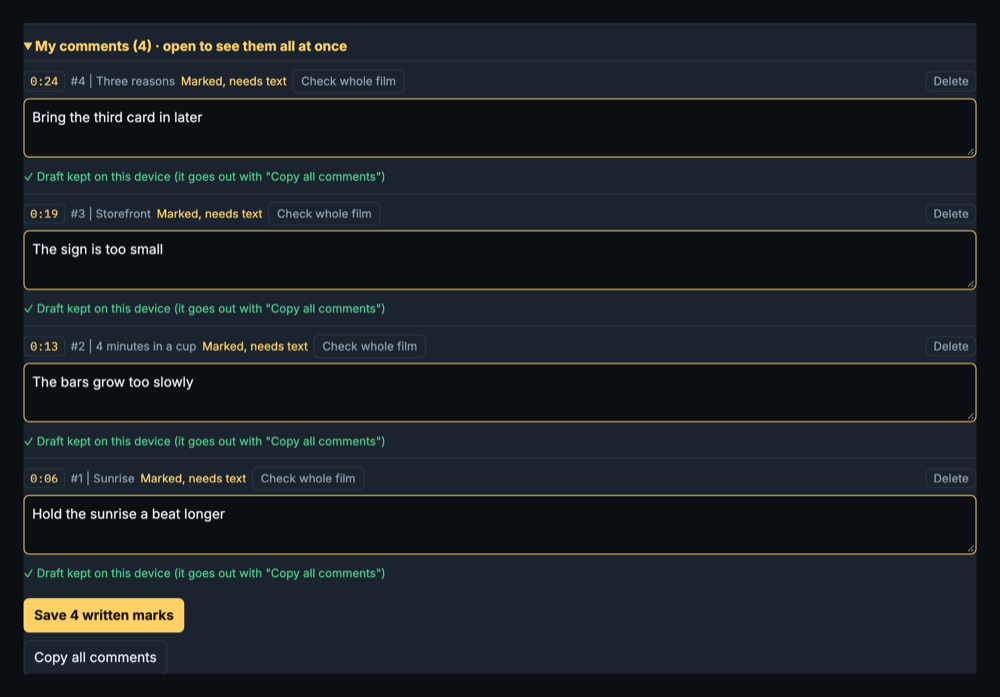 ▾ My comments (4) · open to see them all at once
0:24 #4 | Three reasons Marked, needs text Check whole film Delete
Bring the third card in later
✓ Draft kept on this device (it goes out with "Copy all comments")
0:19 #3 | Storefront Marked, needs text Check whole film Delete
The sign is too small
✓ Draft kept on this device (it goes out with "Copy all comments")
0:13 #2 | 4 minutes in a cup Marked, needs text Check whole film Delete
The bars grow too slowly
✓ Draft kept on this device (it goes out with "Copy all comments")
0:06 #1 | Sunrise Marked, needs text Check whole film Delete
Hold the sunrise a beat longer
✓ Draft kept on this device (it goes out with "Copy all comments")
Save 4 written marks
Copy all comments